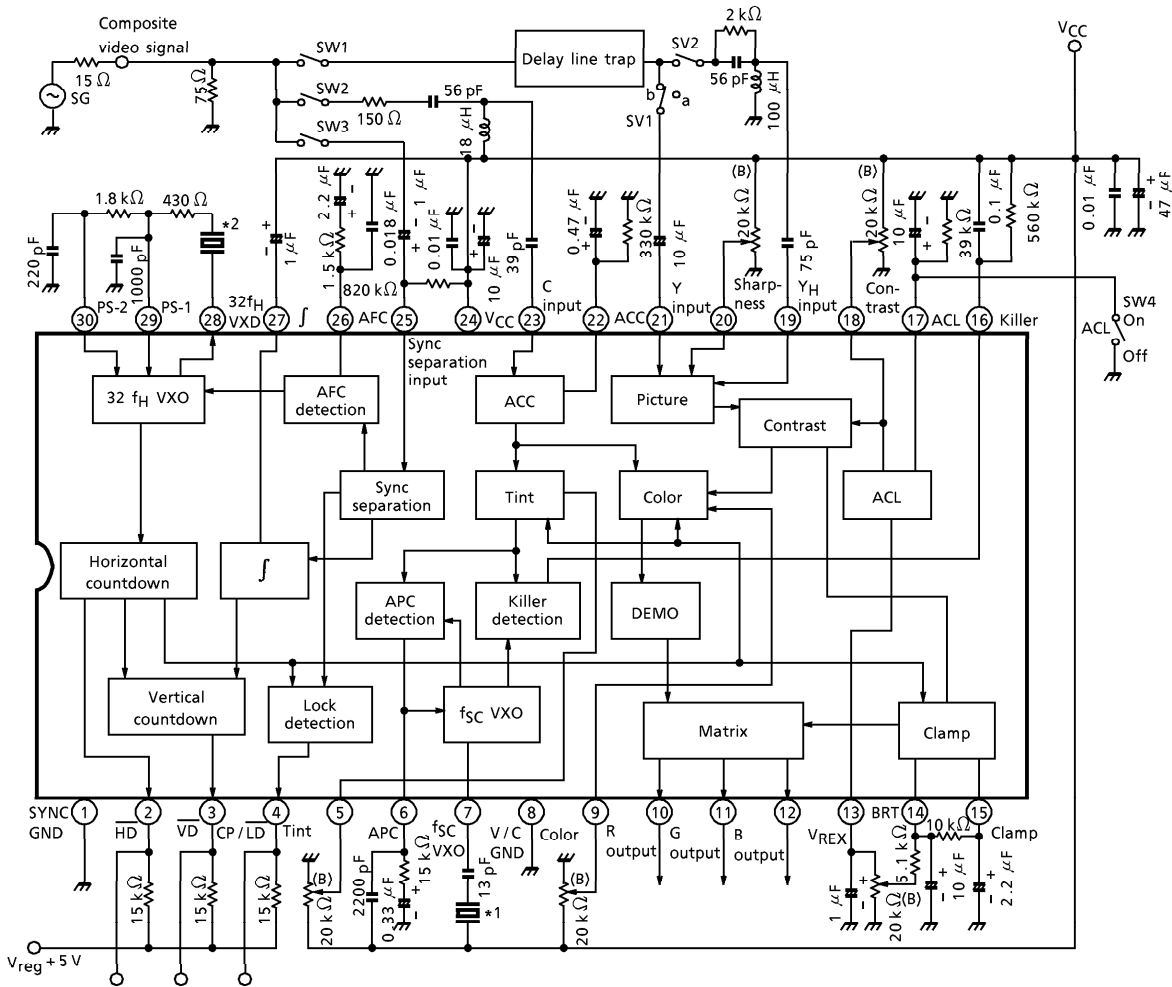 Composite
video signal
15 Ω
SG
75 Ω
SW1
SW2
SW3
150Ω
56 pF
18 μH
Delay line trap
SV2
2 kΩ
56 pF
100 μH
b
a
SV1
VCC
1.8 kΩ
430Ω
*2
220 pF
1000 pF
1 μF
2.2 μF
1.5 kΩ
0.018 μF
820 kΩ
1 μF
0.01 μF
10 μF
39 pF
0.47 μF
330 kΩ
10 μF
(B)
20 kΩ
75 pF
(B)
20 kΩ
10 μF
39 kΩ
0.1 μF
560 kΩ
0.01 μF
47 μF
30
PS-2
29
PS-1
28
32fH
VXD
27
∫
26
AFC
25
24
VCC
23
C
input
22
ACC
21
Y
input
20
Sharp-
ness
19
YH
input
18
Con-
trast
17
ACL
16
Killer
SW4
On
ACL
Off
Sync
separation
input
32 fH VXO
AFC
detection
ACC
Picture
Contrast
Sync
separation
Tint
Color
ACL
Horizontal
countdown
∫
APC
detection
Killer
detection
DEMO
Vertical
countdown
Lock
detection
fSC VXO
Matrix
Clamp
SYNC
GND
1
2
HD
3
VD
4
CP / LD
5
Tint
6
APC
7
fSC
VXO
8
V / C
GND
9
Color
10
R
output
11
G
output
12
B
output
13
VREX
14
BRT
15
Clamp
15 kΩ
15 kΩ
15 kΩ
(B)
20 kΩ
2200 pF
0.33 μF
15 kΩ
13 pF
*1
(B)
20 kΩ
1 μF
20 kΩ
(B)
5.1 kΩ
10 kΩ
10 μF
2.2 μF
Vreg + 5 V